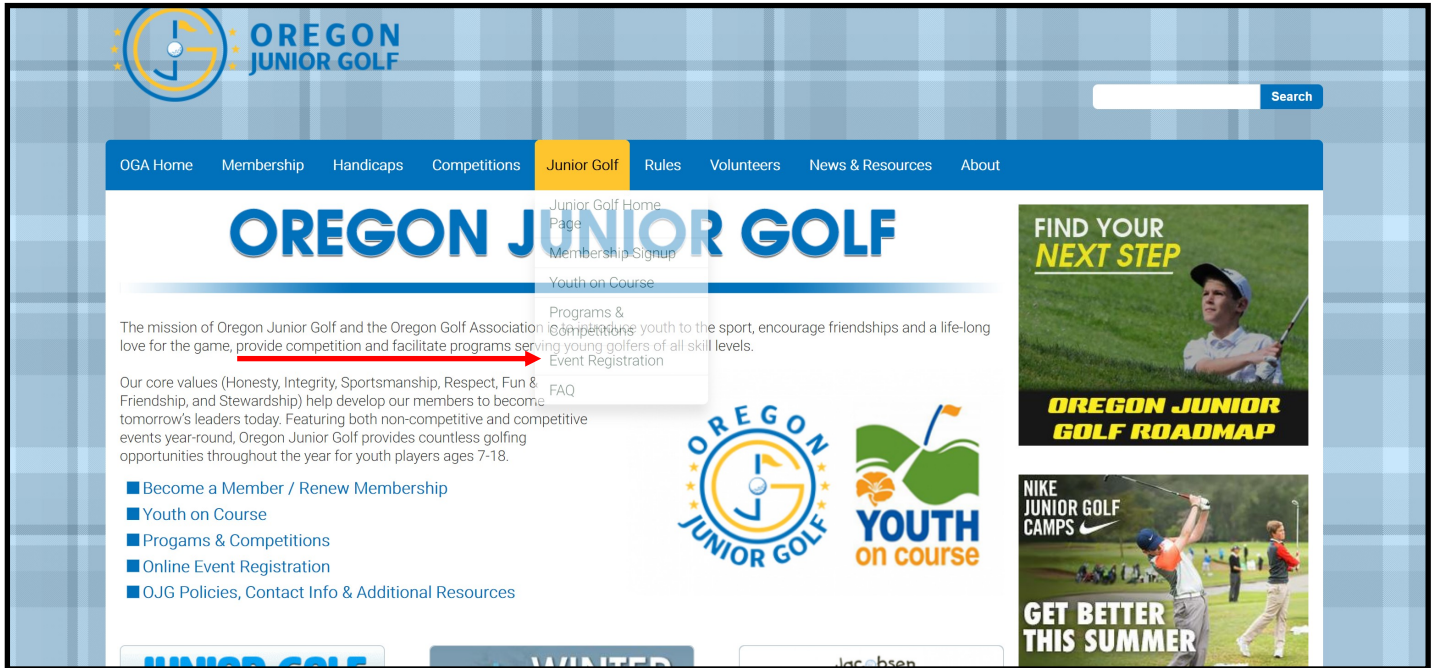 OREGON
JUNIOR GOLF
Search
OGA Home Membership Handicaps Competitions Junior Golf Rules Volunteers News & Resources About
Junior Golf Home
Page
Membership Signup
Youth on Course
Programs &
Competitions
Event Registration
FAQ
OREGON JUNIOR GOLF
The mission of Oregon Junior Golf and the Oregon Golf Association is to introduce youth to the sport, encourage friendships and a life-long
love for the game, provide competition and facilitate programs serving young golfers of all skill levels.
Our core values (Honesty, Integrity, Sportsmanship, Respect, Fun &
Friendship, and Stewardship) help develop our members to become
tomorrow's leaders today. Featuring both non-competitive and competitive
events year-round, Oregon Junior Golf provides countless golfing
opportunities throughout the year for youth players ages 7-18.
Become a Member / Renew Membership
Youth on Course
Progams & Competitions
Online Event Registration
OJG Policies, Contact Info & Additional Resources
OREGON
JUNIOR GOLF
YOUTH
on course
FIND YOUR
NEXT STEP
OREGON JUNIOR
GOLF ROADMAP
NIKE
JUNIOR GOLF
CAMPS
GET BETTER
THIS SUMMER
JUNIOR GOLF
WINTER
Jacobsen